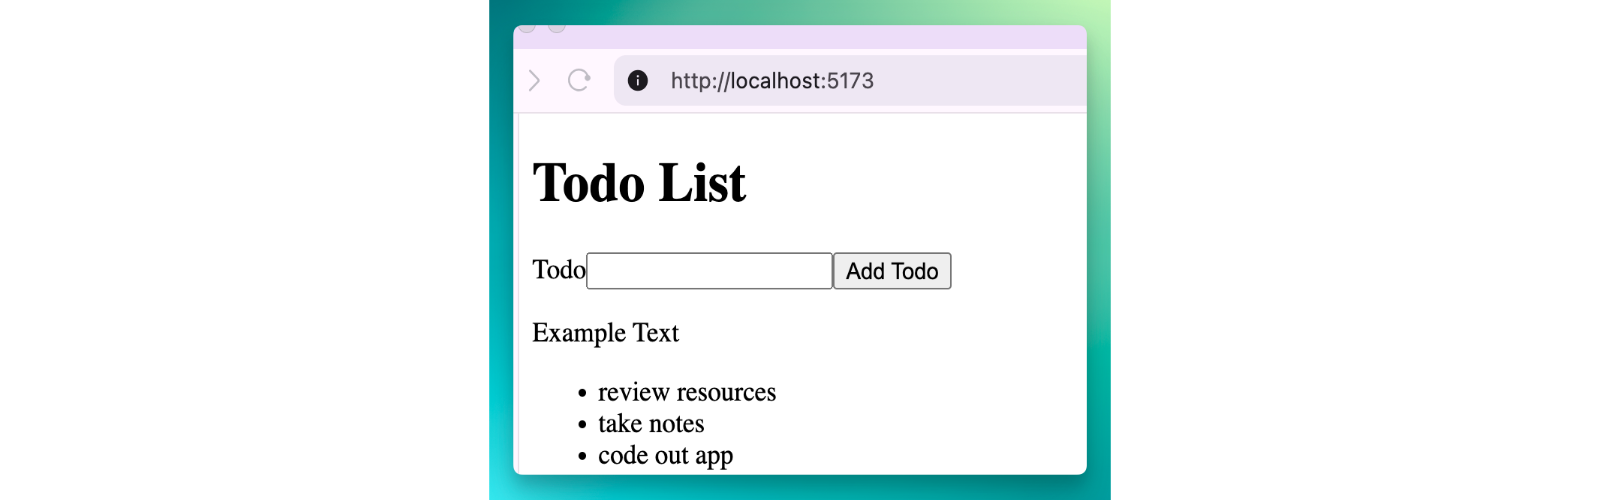 http://localhost:5173
Todo List
Todo Add Todo
Example Text
• review resources
• take notes
• code out app